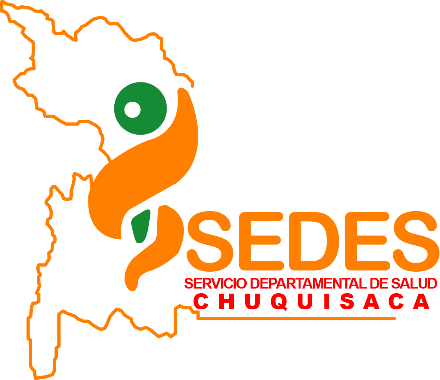 SEDES
SERVICIO DEPARTAMENTAL DE SALUD
CHUQUISACA